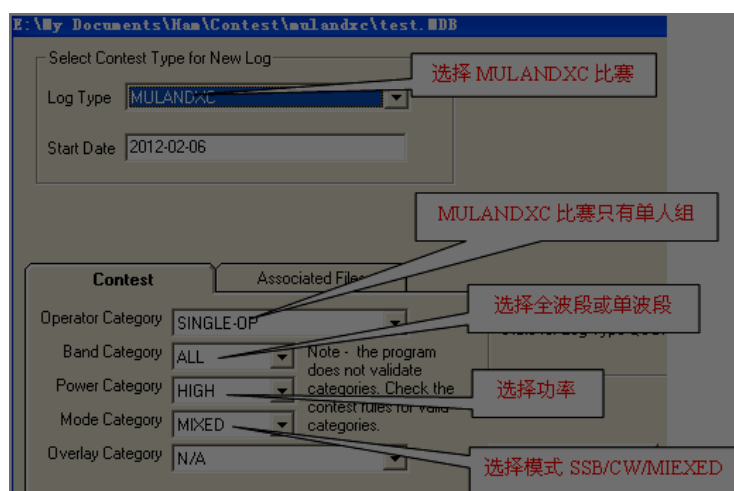 E:\My Documents\Ham\Contest\mulandxc\test.MDB
Select Contest Type for New Log
选择 MULANDXC 比赛
Log Type MULANDXC
Start Date 2012-02-06
MULANDXC 比赛只有单人组
Contest
Associated Files
选择全波段或单波段
Operator Category SINGLE-OP
Band Category ALL
Note - the program
does not validate
Power Category HIGH
categories. Check the
选择功率
contest rules for valid
Mode Category MIXED
categories.
Overlay Category N/A
选择模式 SSB/CW/MIEXED